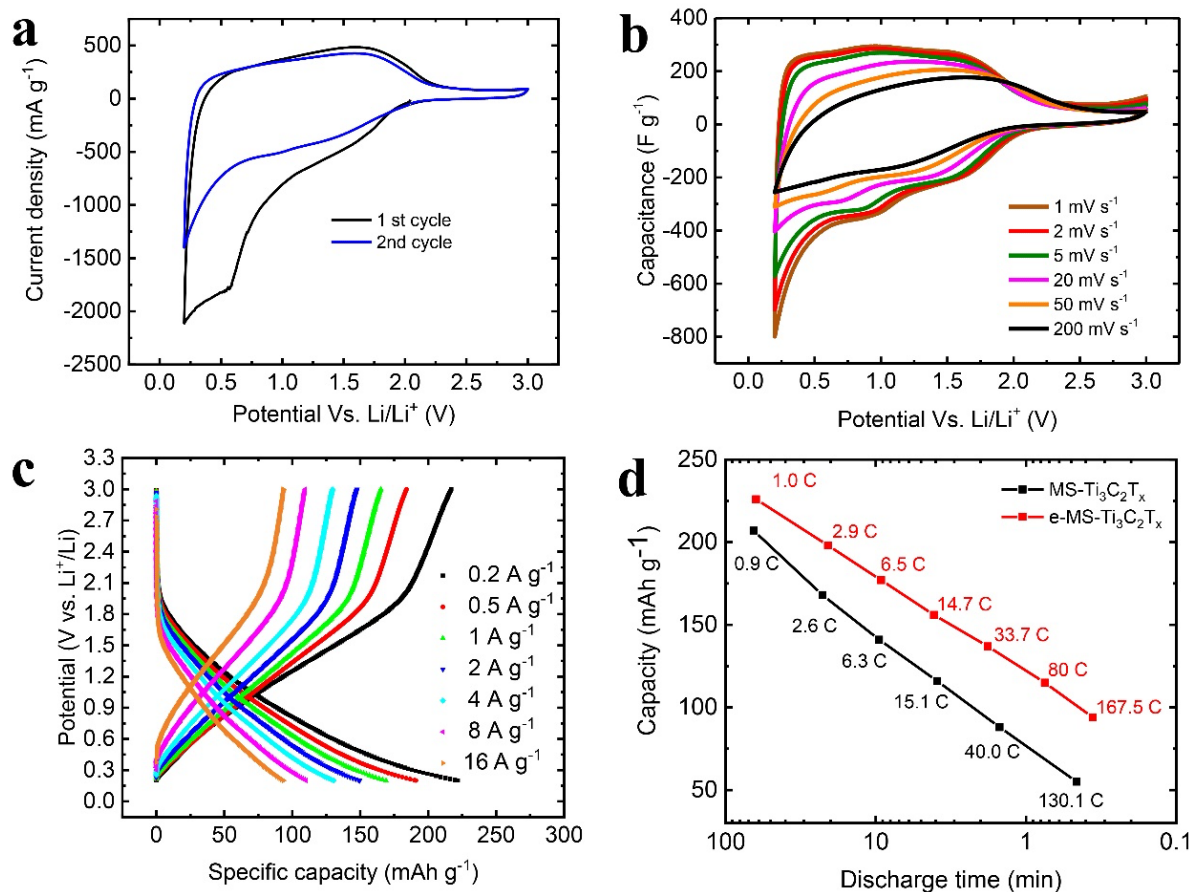 a
500
0
-500
-1000
-1500
-2000
-2500
Current density (mA g⁻¹)
1 st cycle
2nd cycle
0.0 0.5 1.0 1.5 2.0 2.5 3.0
Potential Vs. Li/Li⁺ (V)
b
400
200
0
-200
-400
-600
-800
Capacitance (F g⁻¹)
1 mV s⁻¹
2 mV s⁻¹
5 mV s⁻¹
20 mV s⁻¹
50 mV s⁻¹
200 mV s⁻¹
0.0 0.5 1.0 1.5 2.0 2.5 3.0
Potential Vs. Li/Li⁺ (V)
c
3.3
3.0
2.7
2.4
2.1
1.8
1.5
1.2
0.9
0.6
0.3
0.0
Potential (V vs. Li⁺/Li)
0.2 A g⁻¹
0.5 A g⁻¹
1 A g⁻¹
2 A g⁻¹
4 A g⁻¹
8 A g⁻¹
16 A g⁻¹
0 50 100 150 200 250 300
Specific capacity (mAh g⁻¹)
d
250
200
150
100
50
Capacity (mAh g⁻¹)
MS-Ti₃C₂Tₓ
e-MS-Ti₃C₂Tₓ
1.0 C
2.9 C
6.5 C
14.7 C
33.7 C
80 C
167.5 C
0.9 C
2.6 C
6.3 C
15.1 C
40.0 C
130.1 C
100 10 1 0.1
Discharge time (min)